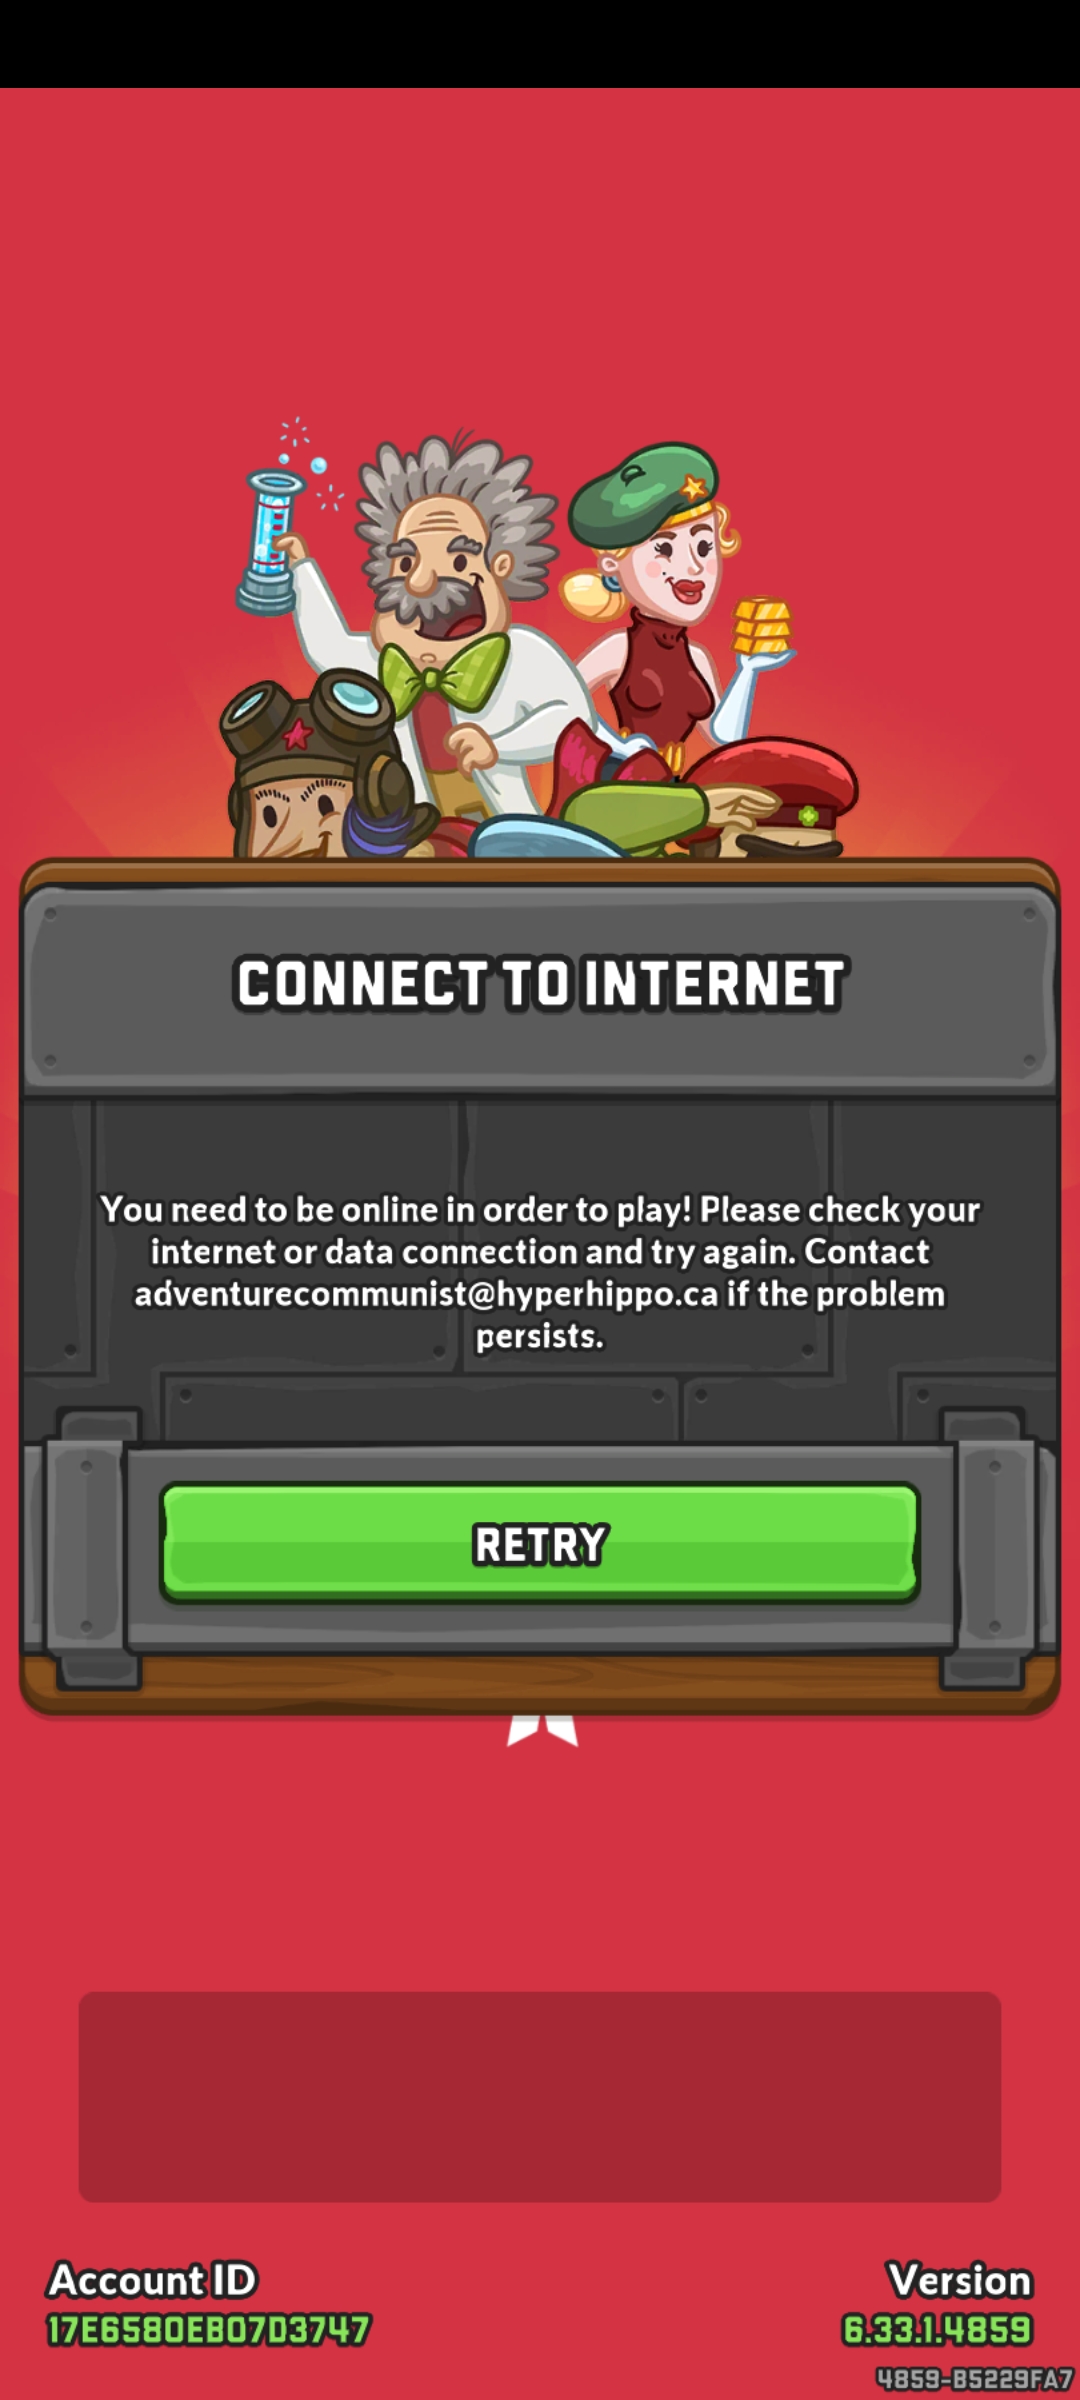 CONNECT TO INTERNET
You need to be online in order to play! Please check your
internet or data connection and try again. Contact
adventurecommunist@hyperhippo.ca if the problem
persists.
RETRY
Account ID
17E6580EB07D3747
Version
6.33.1.4859
4859-B5229FA7